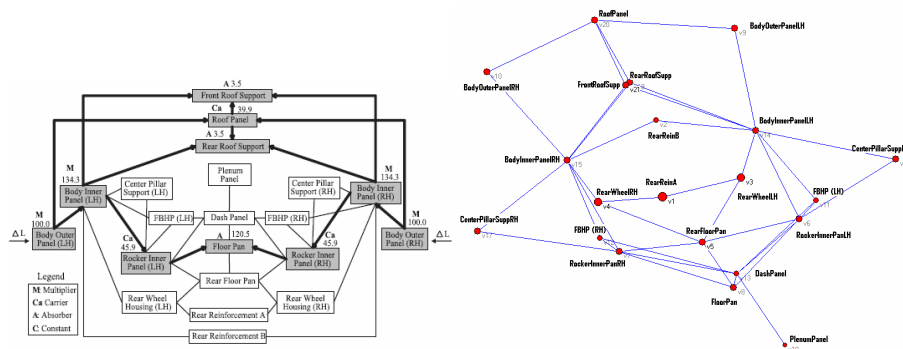 A 3.5
Front Roof Support
Ca
39.9
Roof Panel
A 3.5
Rear Roof Support
M
134.3
Plenum
Panel
M
134.3
Body Inner
Panel (LH)
Center Pillar
Support (LH)
Center Pillar
Support (RH)
Body Inner
Panel (RH)
M
100.0
FBHP (LH)
Dash Panel
FBHP (RH)
M
100.0
ΔL
Body Outer
Panel (LH)
Ca
45.9
A
120.5
Floor Pan
Ca
45.9
Body Outer
Panel (RH)
ΔL
Rocker Inner
Panel (LH)
Rocker Inner
Panel (RH)
Legend
M Multiplier
Ca Carrier
A: Absorber
C: Constant
Rear Floor Pan
Rear Wheel
Housing (LH)
Rear Wheel
Housing (RH)
Rear Reinforcement A
Rear Reinforcement B
RoofPanel
v20
BodyOuterPanelLH
v9
v10
BodyOuterPanelRH
RearRoofSupp
FrontRoofSupp
v21
RearReinB
v2
BodyInnerPanelLH
v14
CenterPillarSuppL
v
BodyInnerPanelRH
v15
RearWheelRH
v4
RearReinA
v1
v3
RearWheelLH
FBHP (LH)
v11
v6
RockerInnerPanLH
CenterPillarSuppRH
v17
FBHP (RH)
RockerInnerPanRH
RearFloorPan
v5
DashPanel
v13
FloorPan
v8
PlenumPanel